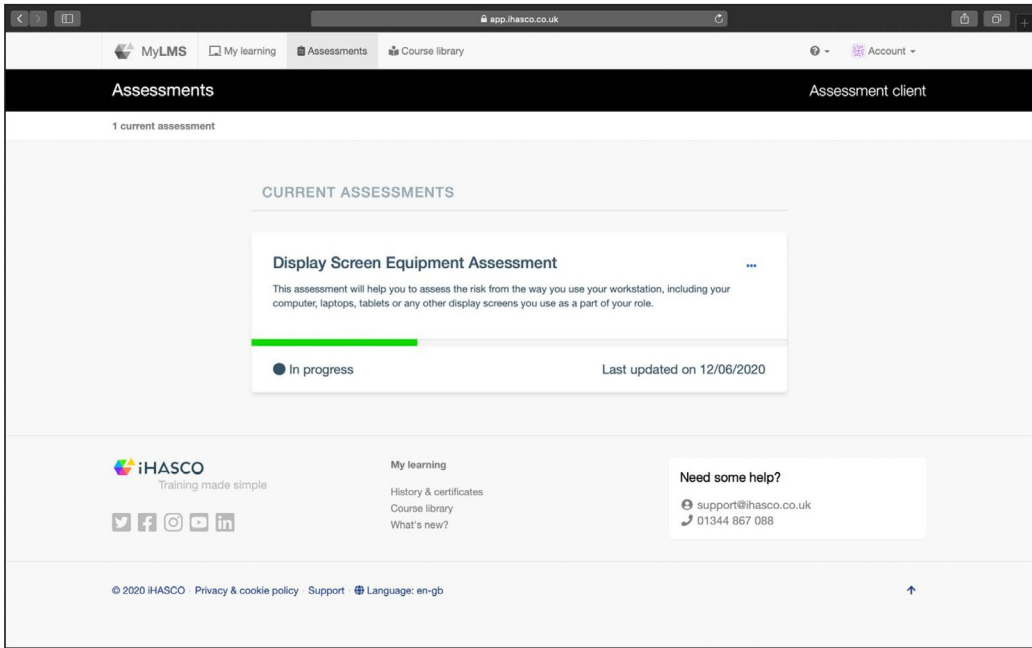 app.ihasco.co.uk
MyLMS
My learning
Assessments
Course library
Account
Assessments
Assessment client
1 current assessment
CURRENT ASSESSMENTS
Display Screen Equipment Assessment
This assessment will help you to assess the risk from the way you use your workstation, including your
computer, laptops, tablets or any other display screens you use as a part of your role.
In progress
Last updated on 12/06/2020
iHASCO
Training made simple
My learning
History & certificates
Course library
What's new?
Need some help?
support@ihasco.co.uk
01344 867 088
© 2020 iHASCO · Privacy & cookie policy · Support · Language: en-gb